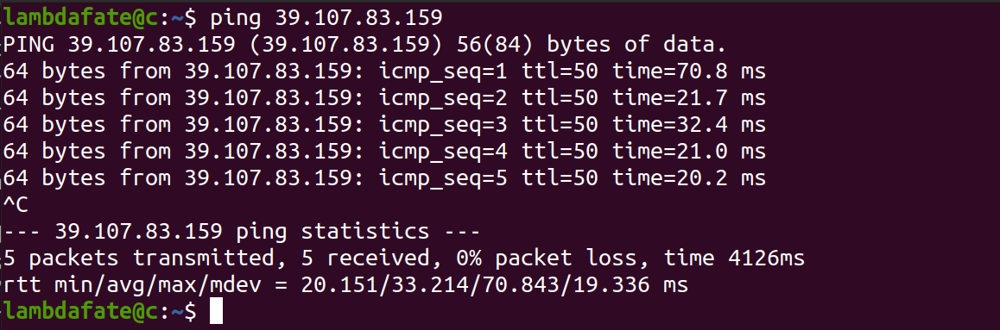 lambdafate@c:~$ ping 39.107.83.159
PING 39.107.83.159 (39.107.83.159) 56(84) bytes of data.
64 bytes from 39.107.83.159: icmp_seq=1 ttl=50 time=70.8 ms
64 bytes from 39.107.83.159: icmp_seq=2 ttl=50 time=21.7 ms
64 bytes from 39.107.83.159: icmp_seq=3 ttl=50 time=32.4 ms
64 bytes from 39.107.83.159: icmp_seq=4 ttl=50 time=21.0 ms
64 bytes from 39.107.83.159: icmp_seq=5 ttl=50 time=20.2 ms
^C
--- 39.107.83.159 ping statistics ---
5 packets transmitted, 5 received, 0% packet loss, time 4126ms
rtt min/avg/max/mdev = 20.151/33.214/70.843/19.336 ms
lambdafate@c:~$